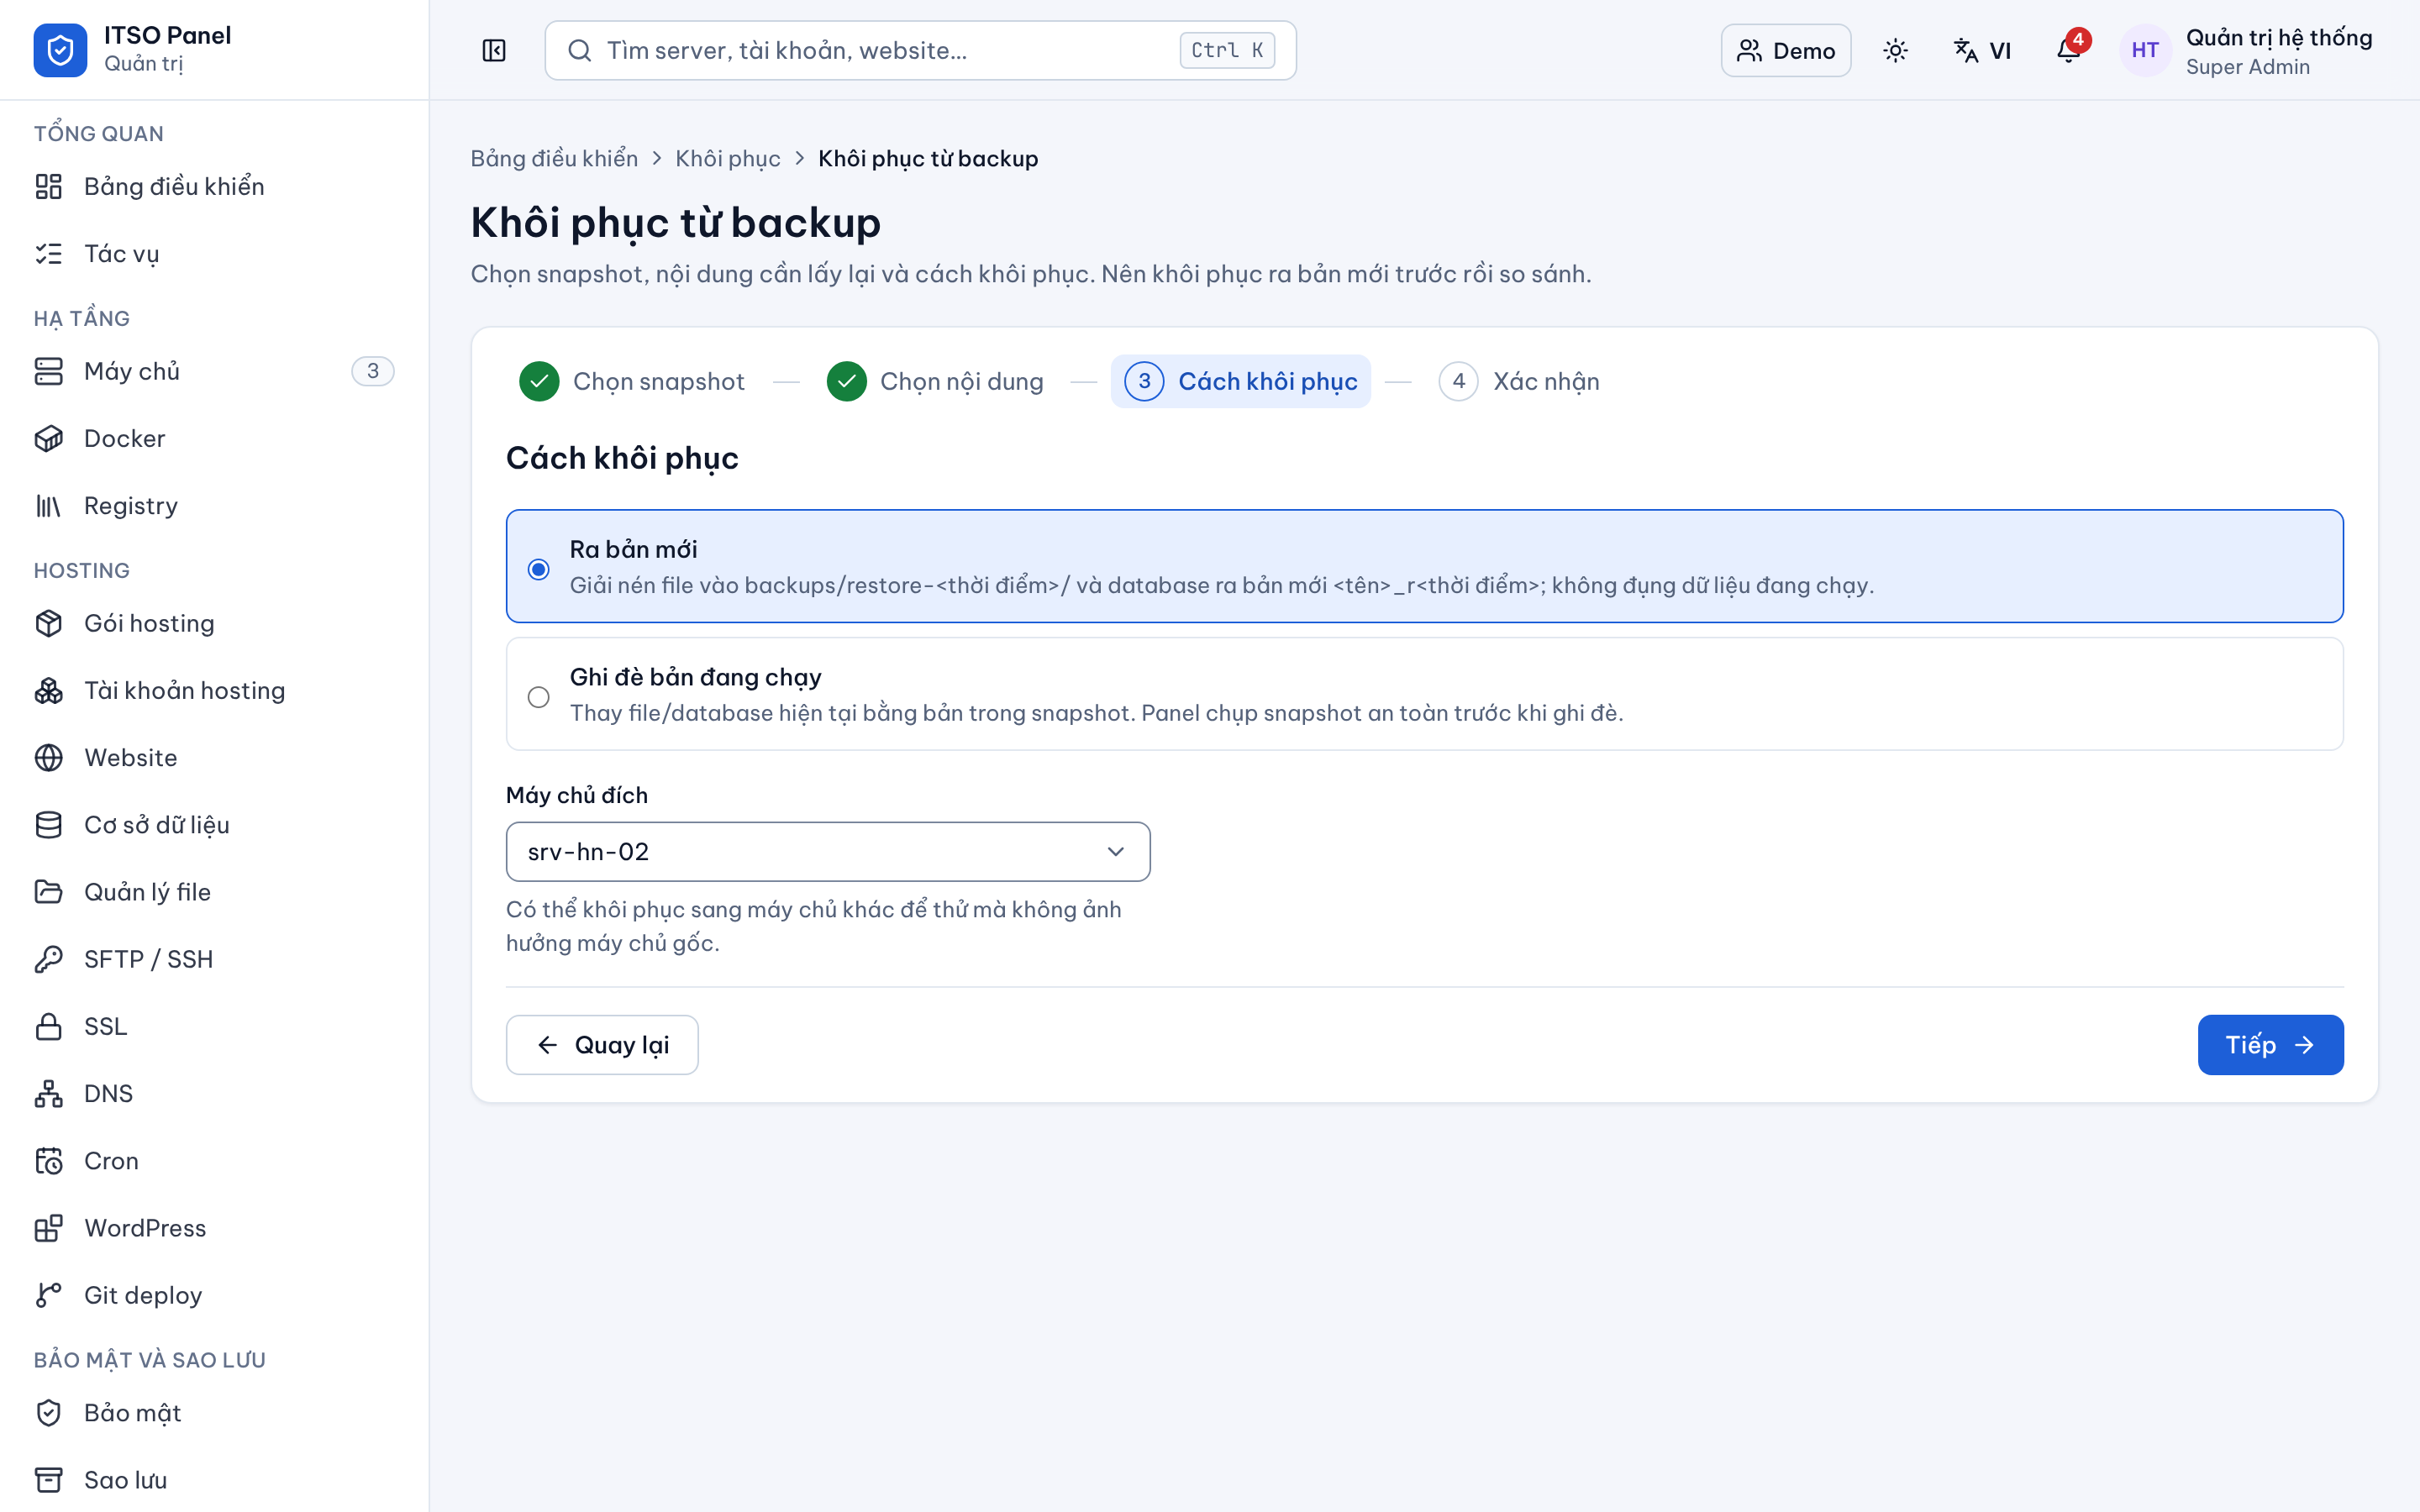 ITSO Panel
Quản trị
TỔNG QUAN
Bảng điều khiển
Tác vụ
HẠ TẦNG
Máy chủ
3
Docker
Registry
HOSTING
Gói hosting
Tài khoản hosting
Website
Cơ sở dữ liệu
Quản lý file
SFTP / SSH
SSL
DNS
Cron
WordPress
Git deploy
BẢO MẬT VÀ SAO LƯU
Bảo mật
Sao lưu
Tìm server, tài khoản, website...
Ctrl K
Demo
VI
4
HT
Quản trị hệ thống
Super Admin
Bảng điều khiển > Khôi phục > Khôi phục từ backup
Khôi phục từ backup
Chọn snapshot, nội dung cần lấy lại và cách khôi phục. Nên khôi phục ra bản mới trước rồi so sánh.
Chọn snapshot — Chọn nội dung — 3 Cách khôi phục — 4 Xác nhận
Cách khôi phục
Ra bản mới
Giải nén file vào backups/restore-<thời điểm>/ và database ra bản mới <tên>_r<thời điểm>; không đụng dữ liệu đang chạy.
Ghi đè bản đang chạy
Thay file/database hiện tại bằng bản trong snapshot. Panel chụp snapshot an toàn trước khi ghi đè.
Máy chủ đích
srv-hn-02
Có thể khôi phục sang máy chủ khác để thử mà không ảnh
hưởng máy chủ gốc.
Quay lại
Tiếp